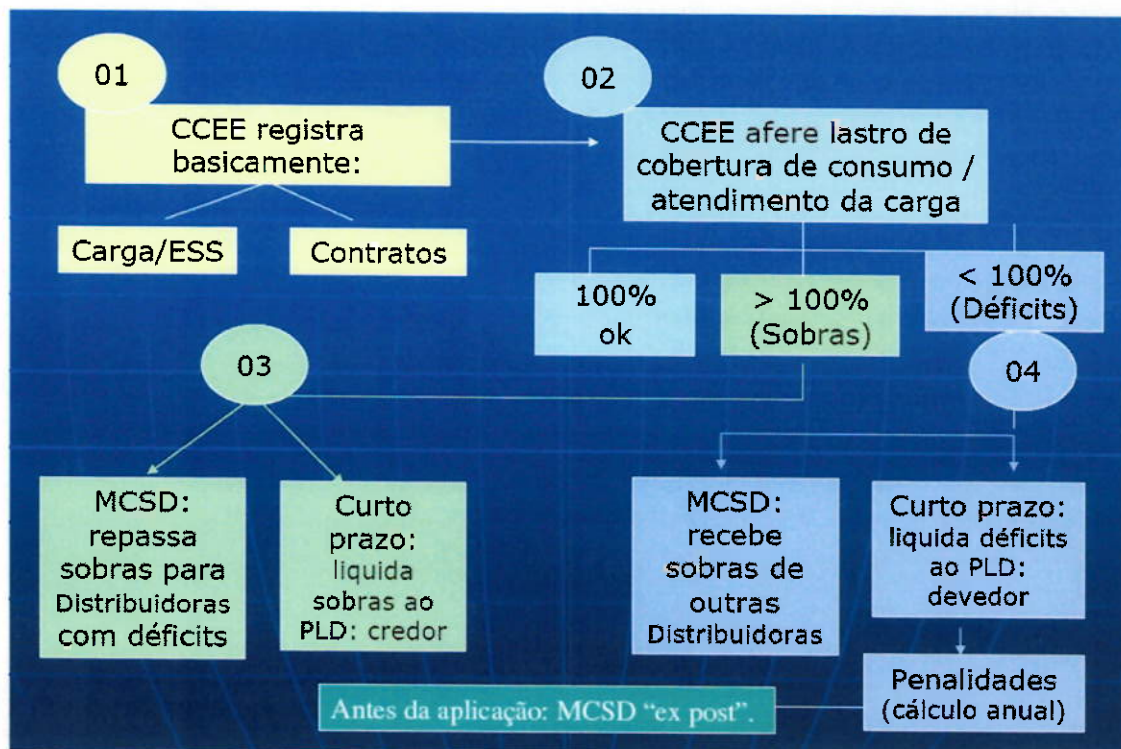 01
CCEE registra
basicamente:
Carga/ESS
Contratos
02
CCEE afere lastro de
cobertura de consumo /
atendimento da carga
100%
ok
> 100%
(Sobras)
< 100%
(Déficits)
03
MCSD:
repassa
sobras para
Distribuidoras
com déficits
Curto
prazo:
liquida
sobras ao
PLD: credor
04
MCSD:
recebe
sobras de
outras
Distribuidoras
Curto prazo:
liquida déficits
ao PLD:
devedor
Penalidades
(cálculo anual)
Antes da aplicação: MCSD “ex post”.